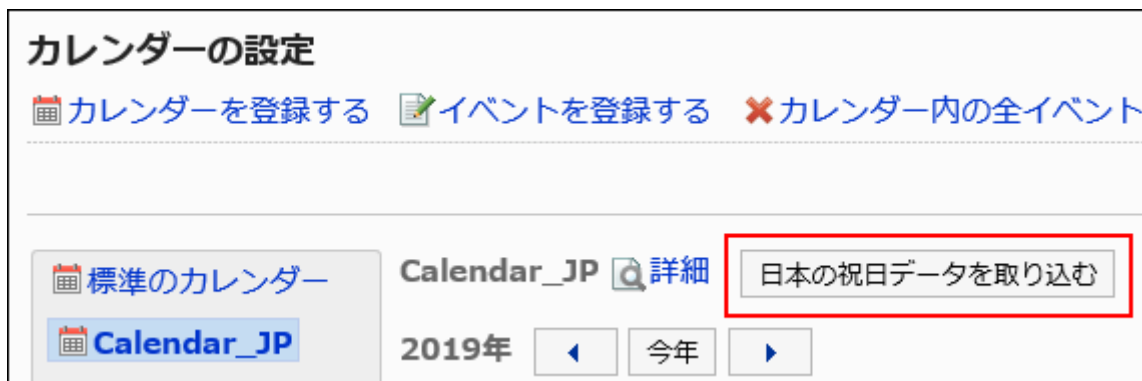 カレンダーの設定
カレンダーを登録する イベントを登録する カレンダー内の全イベント
標準のカレンダー
Calendar_JP
Calendar_JP 詳細 日本の祝日データを取り込む
2019年 今年